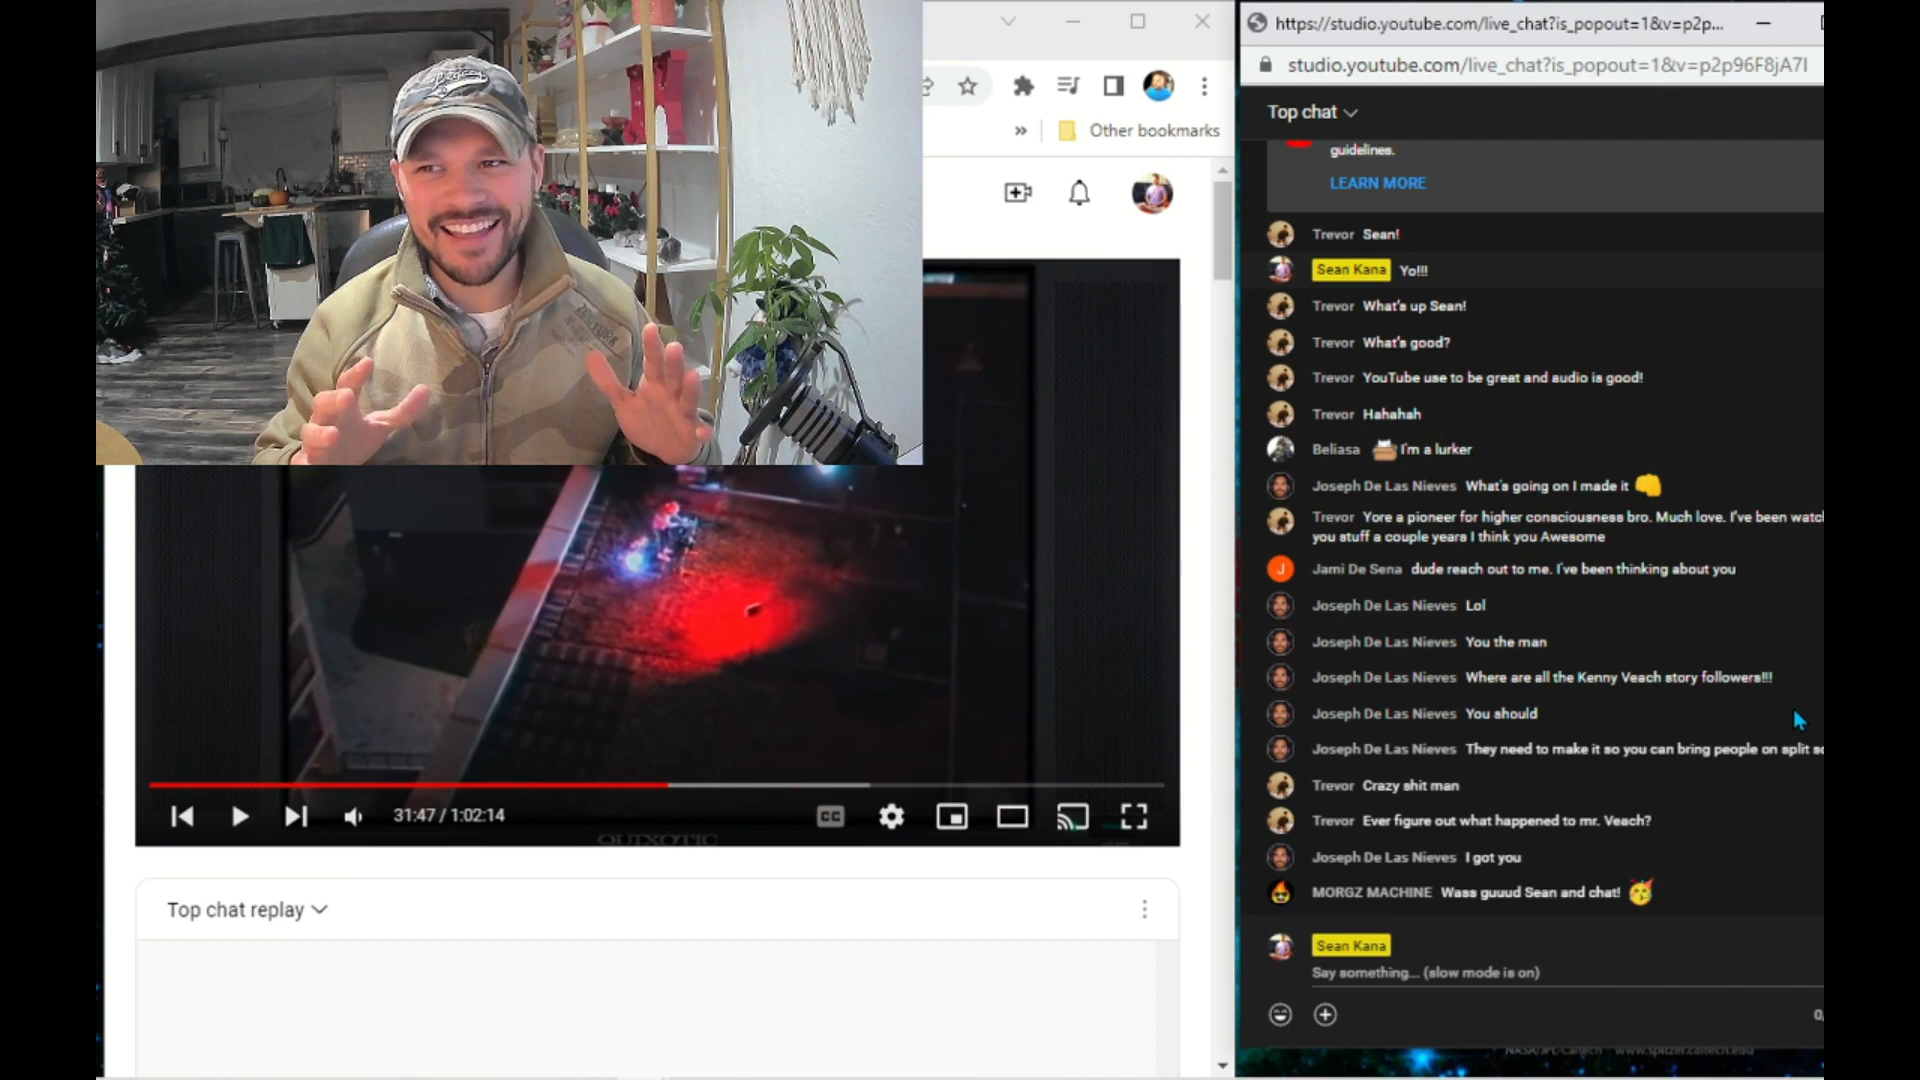 https://studio.youtube.com/live_chat?is_popout=1&v=p2p...
studio.youtube.com/live_chat?is_popout=1&v=p2p96F8jA7I
Other bookmarks
Top chat
guidelines.
LEARN MORE
Trevor Sean!
Sean Kana Yo!!!
Trevor What's up Sean!
Trevor What's good?
Trevor YouTube use to be great and audio is good!
Trevor Hahahah
Beliasa I'm a lurker
Joseph De Las Nieves What's going on I made it
Trevor Yore a pioneer for higher consciousness bro. Much love. I've been watc
you stuff a couple years I think you Awesome
J Jami De Sena dude reach out to me. I've been thinking about you
Joseph De Las Nieves Lol
Joseph De Las Nieves You the man
Joseph De Las Nieves Where are all the Kenny Veach story followers!!!
Joseph De Las Nieves You should
Joseph De Las Nieves They need to make it so you can bring people on split
Trevor Crazy shit man
Trevor Ever figure out what happened to mr. Veach?
Joseph De Las Nieves I got you
MORGZ MACHINE Wass guuud Sean and chat!
Sean Kana
Say something... (slow mode is on)
31:47 / 1:02:14
CC
QUIXOTIC
Top chat replay
NASA/JPL-Caltech www.spitzer.caltech.edu